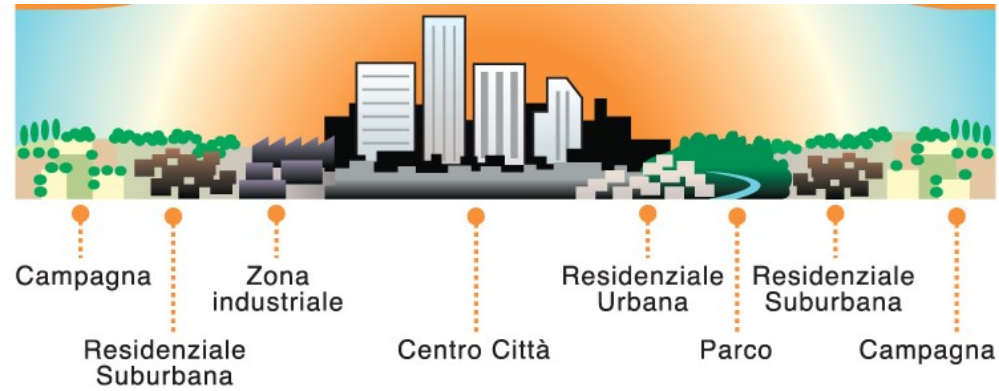 Campagna
Residenziale
Suburbana
Zona
industriale
Centro Città
Residenziale
Urbana
Parco
Residenziale
Suburbana
Campagna